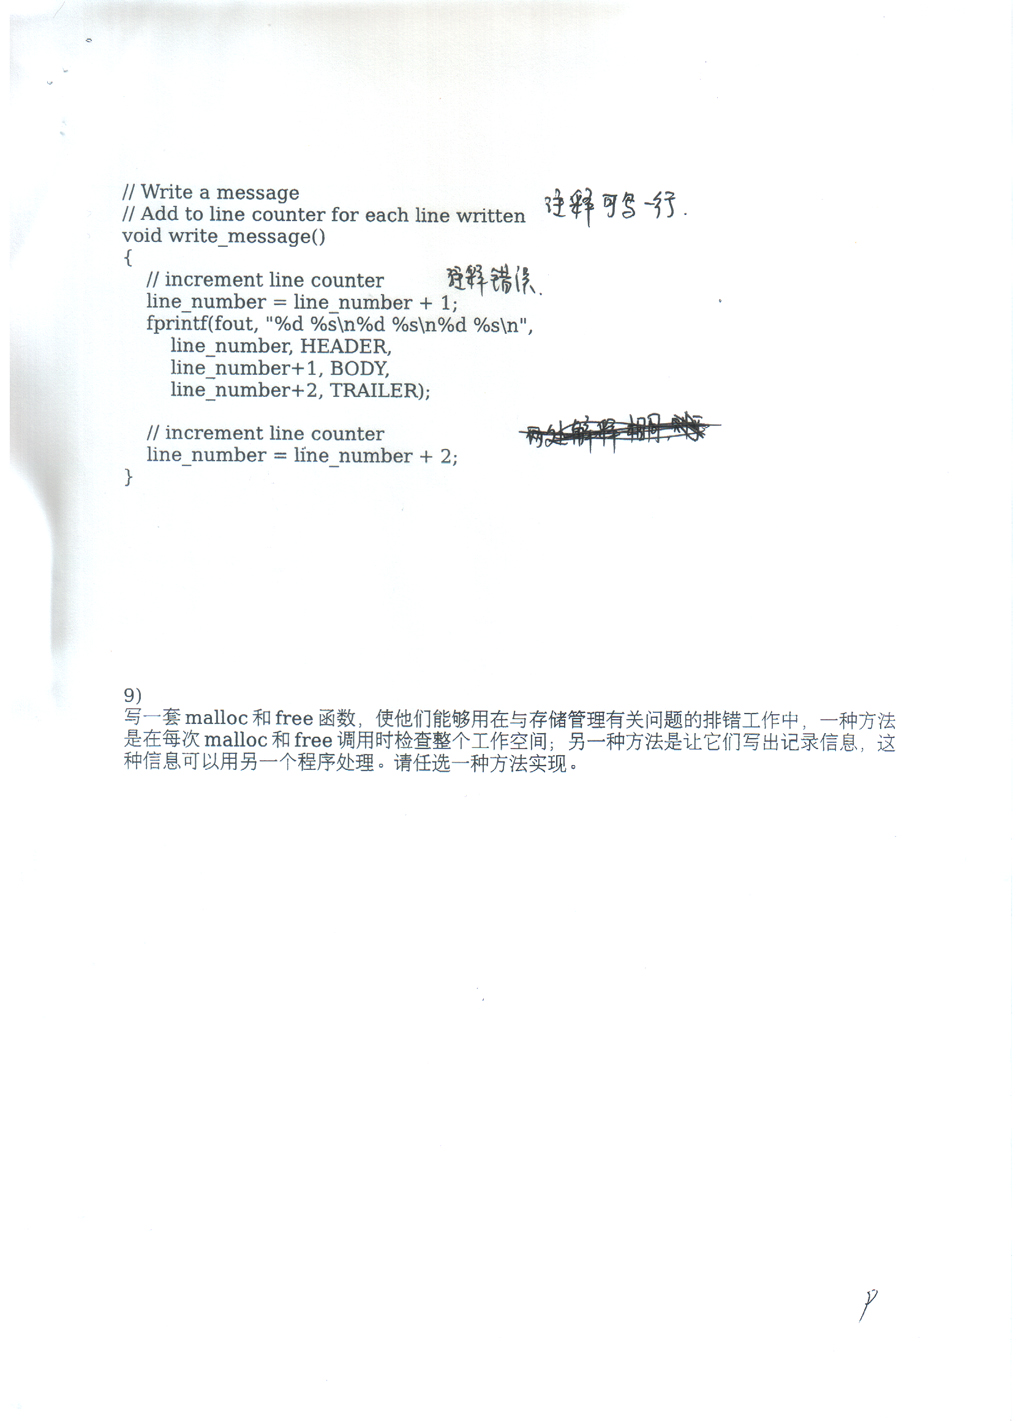 // Write a message
// Add to line counter for each line written 注释可写一行.
void write_message()
{
// increment line counter 注释错误.
line_number = line_number + 1;
fprintf(fout, "%d %s\n%d %s\n%d %s\n",
line_number, HEADER,
line_number+1, BODY,
line_number+2, TRAILER);
// increment line counter
line_number = line_number + 2;
}
9)
写一套 malloc 和 free 函数，使他们能够用在与存储管理有关问题的排错工作中，一种方法
是在每次 malloc 和 free 调用时检查整个工作空间；另一种方法是让它们写出记录信息，这
种信息可以用另一个程序处理。请任选一种方法实现。